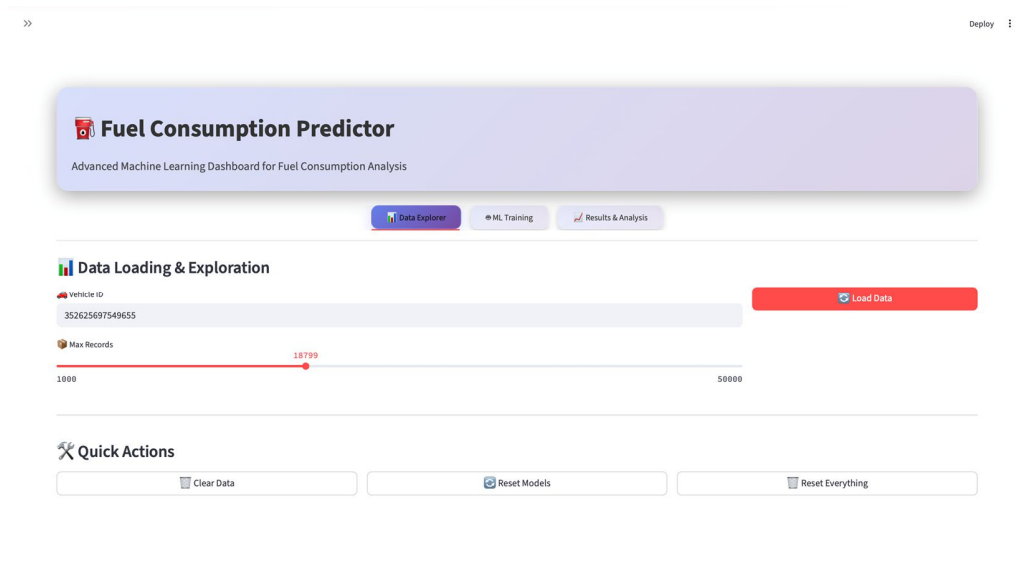 Deploy
Fuel Consumption Predictor
Advanced Machine Learning Dashboard for Fuel Consumption Analysis
Data Explorer
ML Training
Results & Analysis
Data Loading & Exploration
Vehicle ID
Load Data
352625697549655
Max Records
18799
1000
50000
Quick Actions
Clear Data
Reset Models
Reset Everything